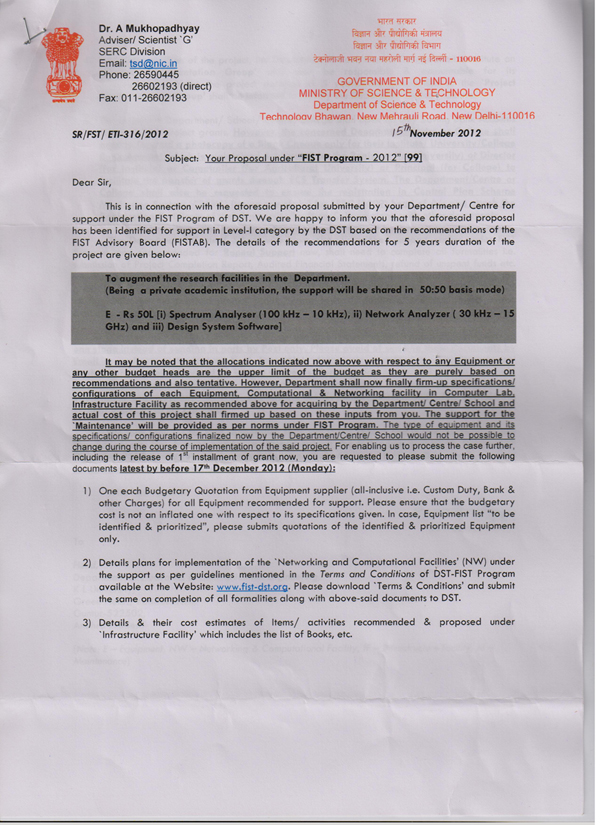 Dr. A Mukhopadhyay
Adviser/ Scientist `G'
SERC Division
Email: tsd@nic.in
Phone: 26590445
26602193 (direct)
Fax: 011-26602193
भारत सरकार
विज्ञान और प्रौद्योगिकी मंत्रालय
विज्ञान और प्रौद्योगिकी विभाग
टेक्नोलाजी भवन नया महरोली मार्ग नई दिल्ली - 110016
GOVERNMENT OF INDIA
MINISTRY OF SCIENCE & TECHNOLOGY
Department of Science & Technology
Technology Bhawan, New Mehrauli Road, New Delhi-110016
SR/FST/ ETI-316/2012
15th November 2012
Subject: Your Proposal under "FIST Program - 2012" [99]
Dear Sir,
This is in connection with the aforesaid proposal submitted by your Department/ Centre for
support under the FIST Program of DST. We are happy to inform you that the aforesaid proposal
has been identified for support in Level-I category by the DST based on the recommendations of the
FIST Advisory Board (FISTAB). The details of the recommendations for 5 years duration of the
project are given below:
To augment the research facilities in the Department.
(Being a private academic institution, the support will be shared in 50:50 basis mode)
E - Rs 50L [i) Spectrum Analyser (100 kHz – 10 kHz), ii) Network Analyzer ( 30 kHz – 15
GHz) and iii) Design System Software]
It may be noted that the allocations indicated now above with respect to any Equipment or
any other budget heads are the upper limit of the budget as they are purely based on
recommendations and also tentative. However, Department shall now finally firm-up specifications/
configurations of each Equipment, Computational & Networking facility in Computer Lab,
Infrastructure Facility as recommended above for acquiring by the Department/ Centre/ School and
actual cost of this project shall firmed up based on these inputs from you. The support for the
`Maintenance' will be provided as per norms under FIST Program. The type of equipment and its
specifications/ configurations finalized now by the Department/Centre/ School would not be possible to
change during the course of implementation of the said project. For enabling us to process the case further,
including the release of 1st installment of grant now, you are requested to please submit the following
documents latest by before 17th December 2012 (Monday):
1) One each Budgetary Quotation from Equipment supplier (all-inclusive i.e. Custom Duty, Bank &
other Charges) for all Equipment recommended for support. Please ensure that the budgetary
cost is not an inflated one with respect to its specifications given. In case, Equipment list "to be
identified & prioritized", please submits quotations of the identified & prioritized Equipment
only.
2) Details plans for implementation of the `Networking and Computational Facilities' (NW) under
the support as per guidelines mentioned in the Terms and Conditions of DST-FIST Program
available at the Website: www.fist-dst.org. Please download `Terms & Conditions' and submit
the same on completion of all formalities along with above-said documents to DST.
3) Details & their cost estimates of Items/ activities recommended & proposed under
`Infrastructure Facility' which includes the list of Books, etc.